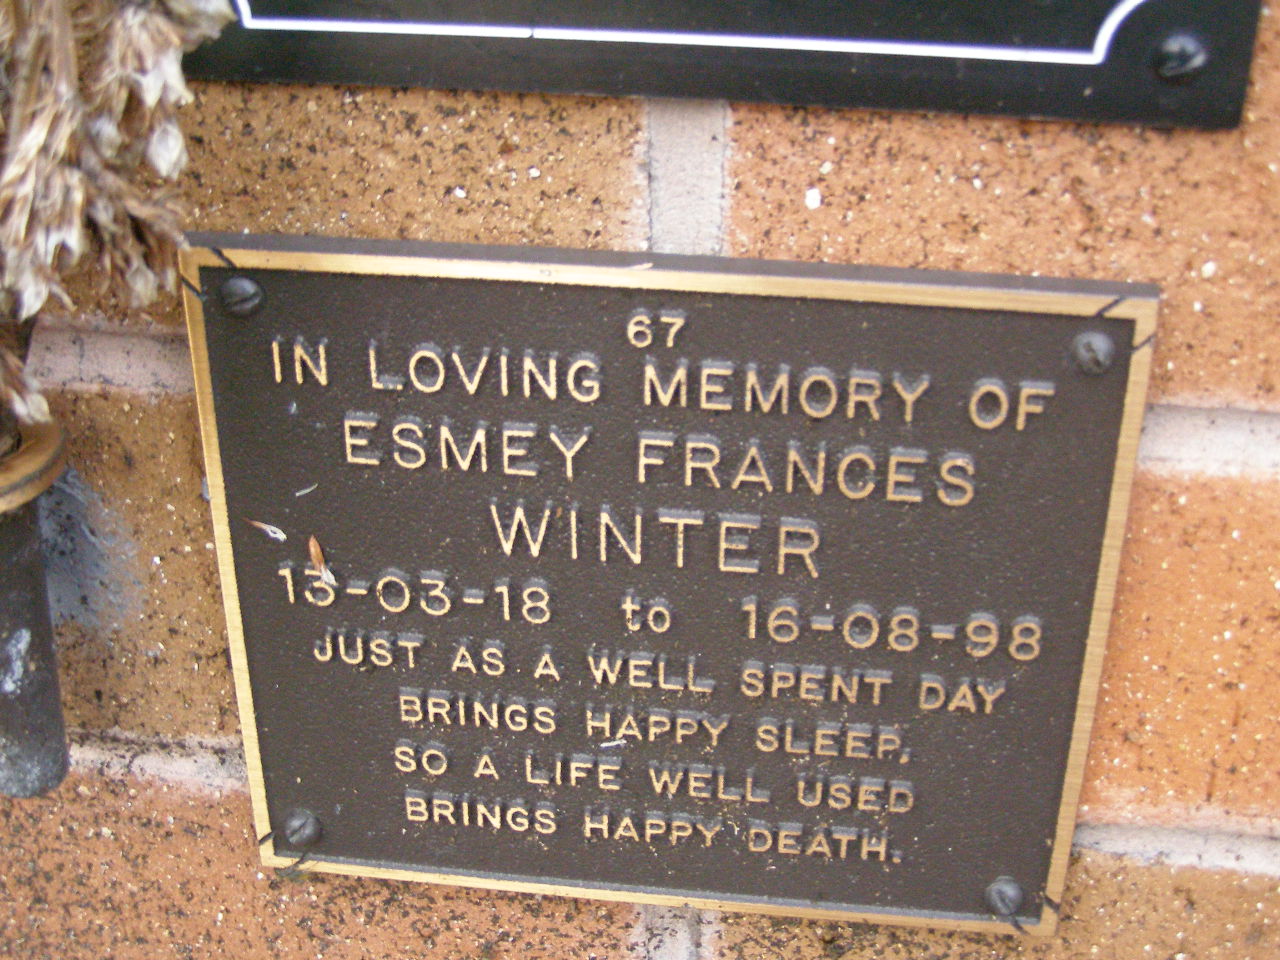 67
IN LOVING MEMORY OF
ESMEY FRANCES
WINTER
13-03-18 to 16-08-98
JUST AS A WELL SPENT DAY
BRINGS HAPPY SLEEP,
SO A LIFE WELL USED
BRINGS HAPPY DEATH.